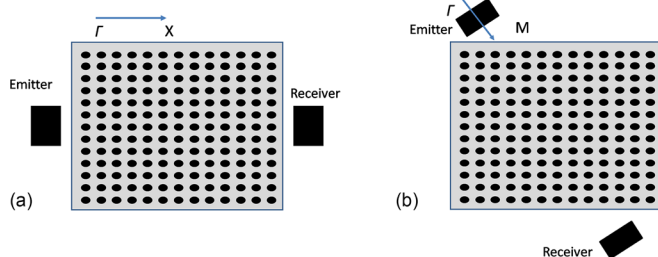 Γ X
Emitter
Receiver
(a)
Γ
Emitter M
(b)
Receiver